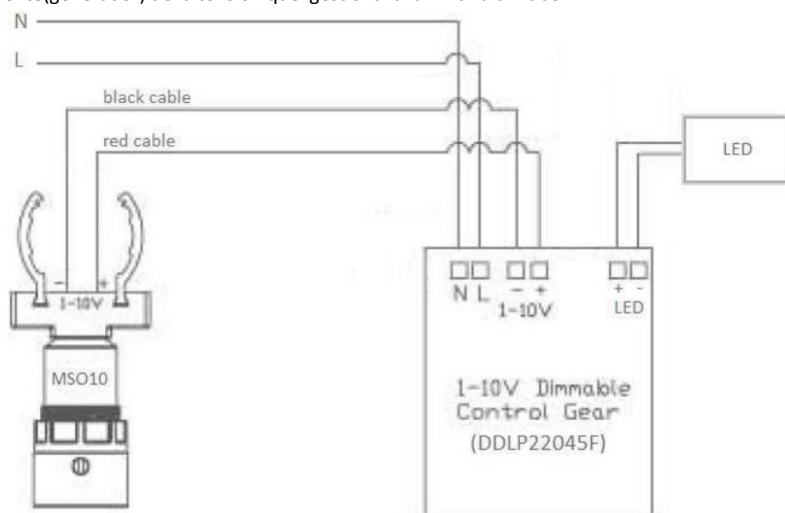 N
L
black cable
red cable
LED
- +
1-10V
MSO10
N L - + + -
1-10V LED
1-10V Dimmable
Control Gear
(DDLP22045F)